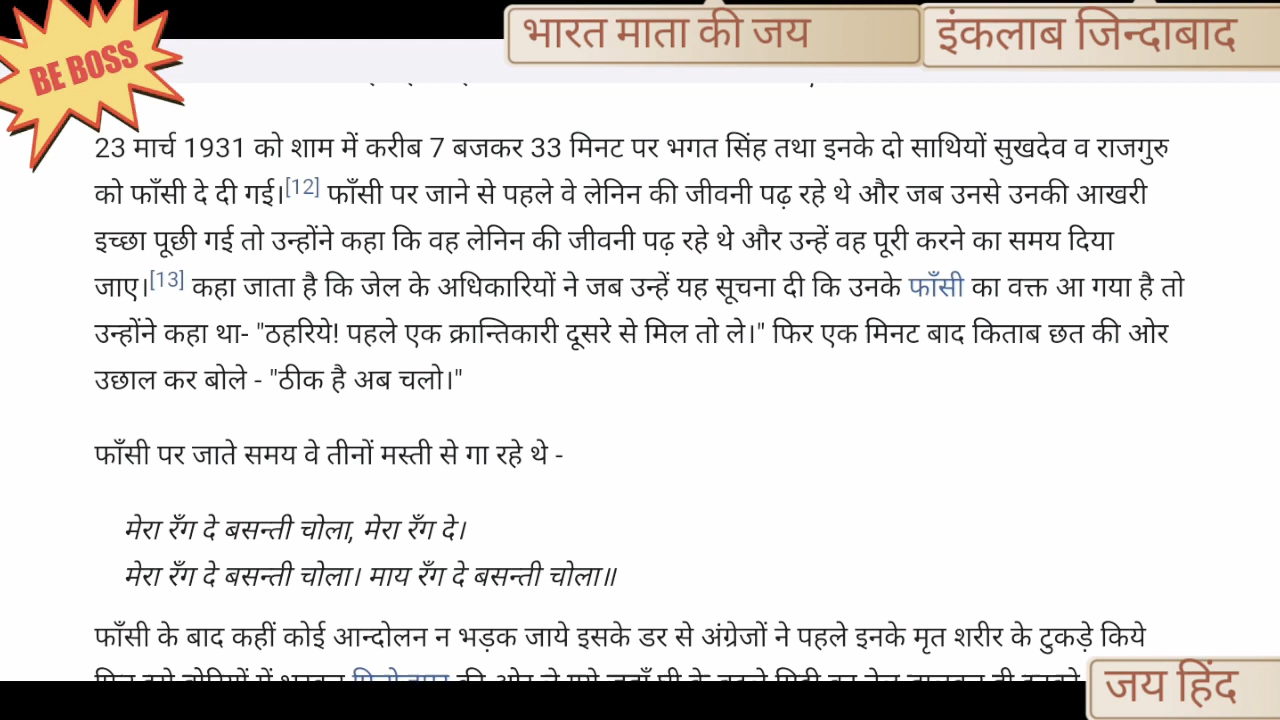 BE BOSS
भारत माता की जय
इंकलाब जिन्दाबाद
23 मार्च 1931 को शाम में करीब 7 बजकर 33 मिनट पर भगत सिंह तथा इनके दो साथियों सुखदेव व राजगुरु
को फाँसी दे दी गई।[12] फाँसी पर जाने से पहले वे लेनिन की जीवनी पढ़ रहे थे और जब उनसे उनकी आखरी
इच्छा पूछी गई तो उन्होंने कहा कि वह लेनिन की जीवनी पढ़ रहे थे और उन्हें वह पूरी करने का समय दिया
जाए।[13] कहा जाता है कि जेल के अधिकारियों ने जब उन्हें यह सूचना दी कि उनके फाँसी का वक्त आ गया है तो
उन्होंने कहा था- "ठहरिये! पहले एक क्रान्तिकारी दूसरे से मिल तो ले।" फिर एक मिनट बाद किताब छत की ओर
उछाल कर बोले - "ठीक है अब चलो।"
फाँसी पर जाते समय वे तीनों मस्ती से गा रहे थे -
मेरा रँग दे बसन्ती चोला, मेरा रँग दे।
मेरा रँग दे बसन्ती चोला। माय रँग दे बसन्ती चोला॥
फाँसी के बाद कहीं कोई आन्दोलन न भड़क जाये इसके डर से अंग्रेजों ने पहले इनके मृत शरीर के टुकड़े किये
जय हिंद